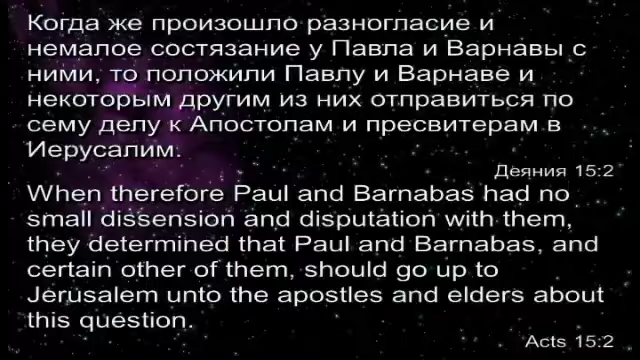 Когда же произошло разногласие и
немалое состязание у Павла и Варнавы с
ними, то положили Павлу и Варнаве и
некоторым другим из них отправиться по
сему делу к Апостолам и пресвитерам в
Иерусалим.
Деяния 15:2
When therefore Paul and Barnabas had no
small dissension and disputation with them,
they determined that Paul and Barnabas, and
certain other of them, should go up to
Jerusalem unto the apostles and elders about
this question.
Acts 15:2